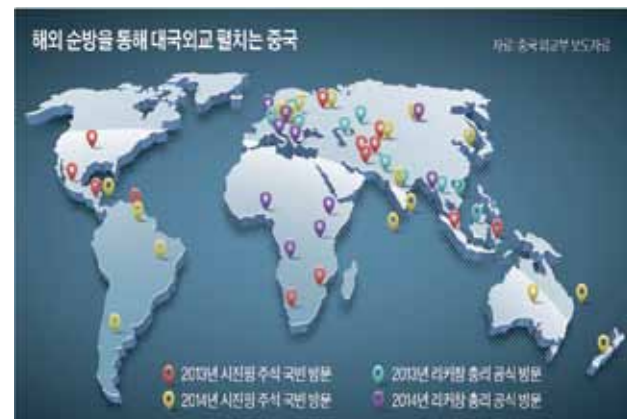 해외 순방을 통해 대국외교 펼치는 중국
자료: 중국 외교부 보도자료
2013년 시진핑 주석 국빈 방문
2013년 리커창 총리 공식 방문
2014년 시진핑 주석 국빈 방문
2014년 리커창 총리 공식 방문